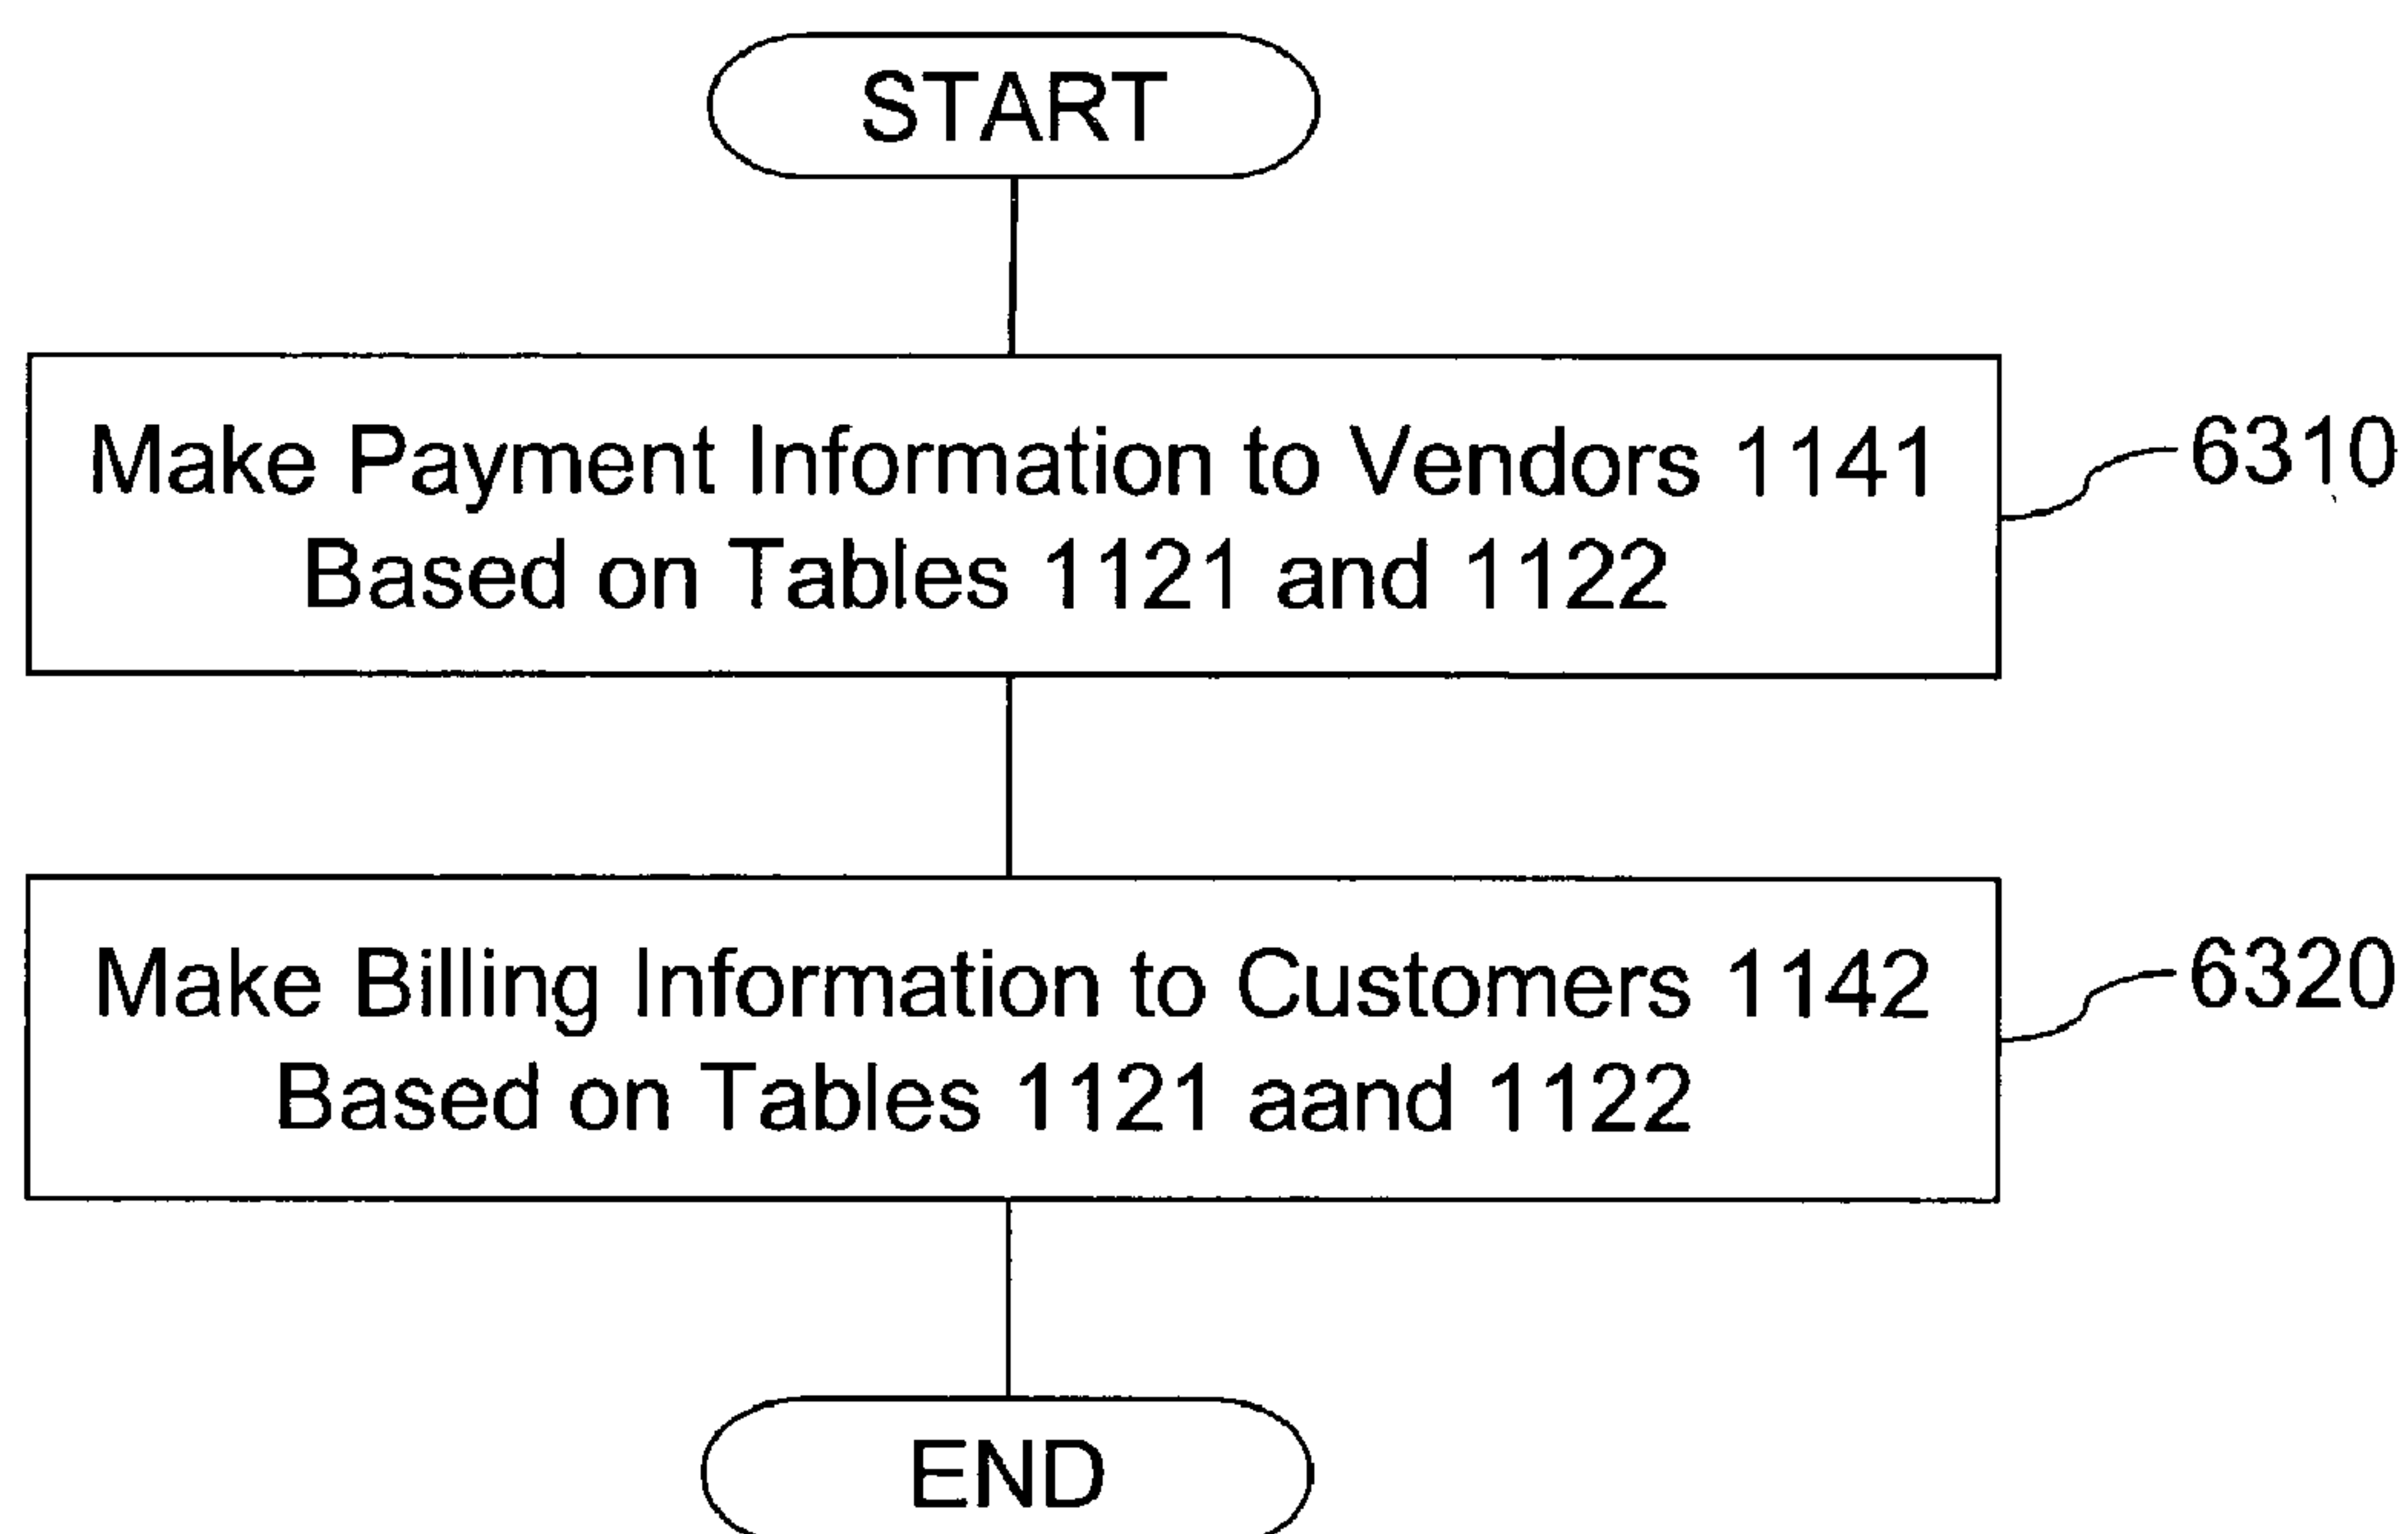 START
Make Payment Information to Vendors 1141
Based on Tables 1121 and 1122
6310
Make Billing Information to Customers 1142
Based on Tables 1121 aand 1122
6320
END